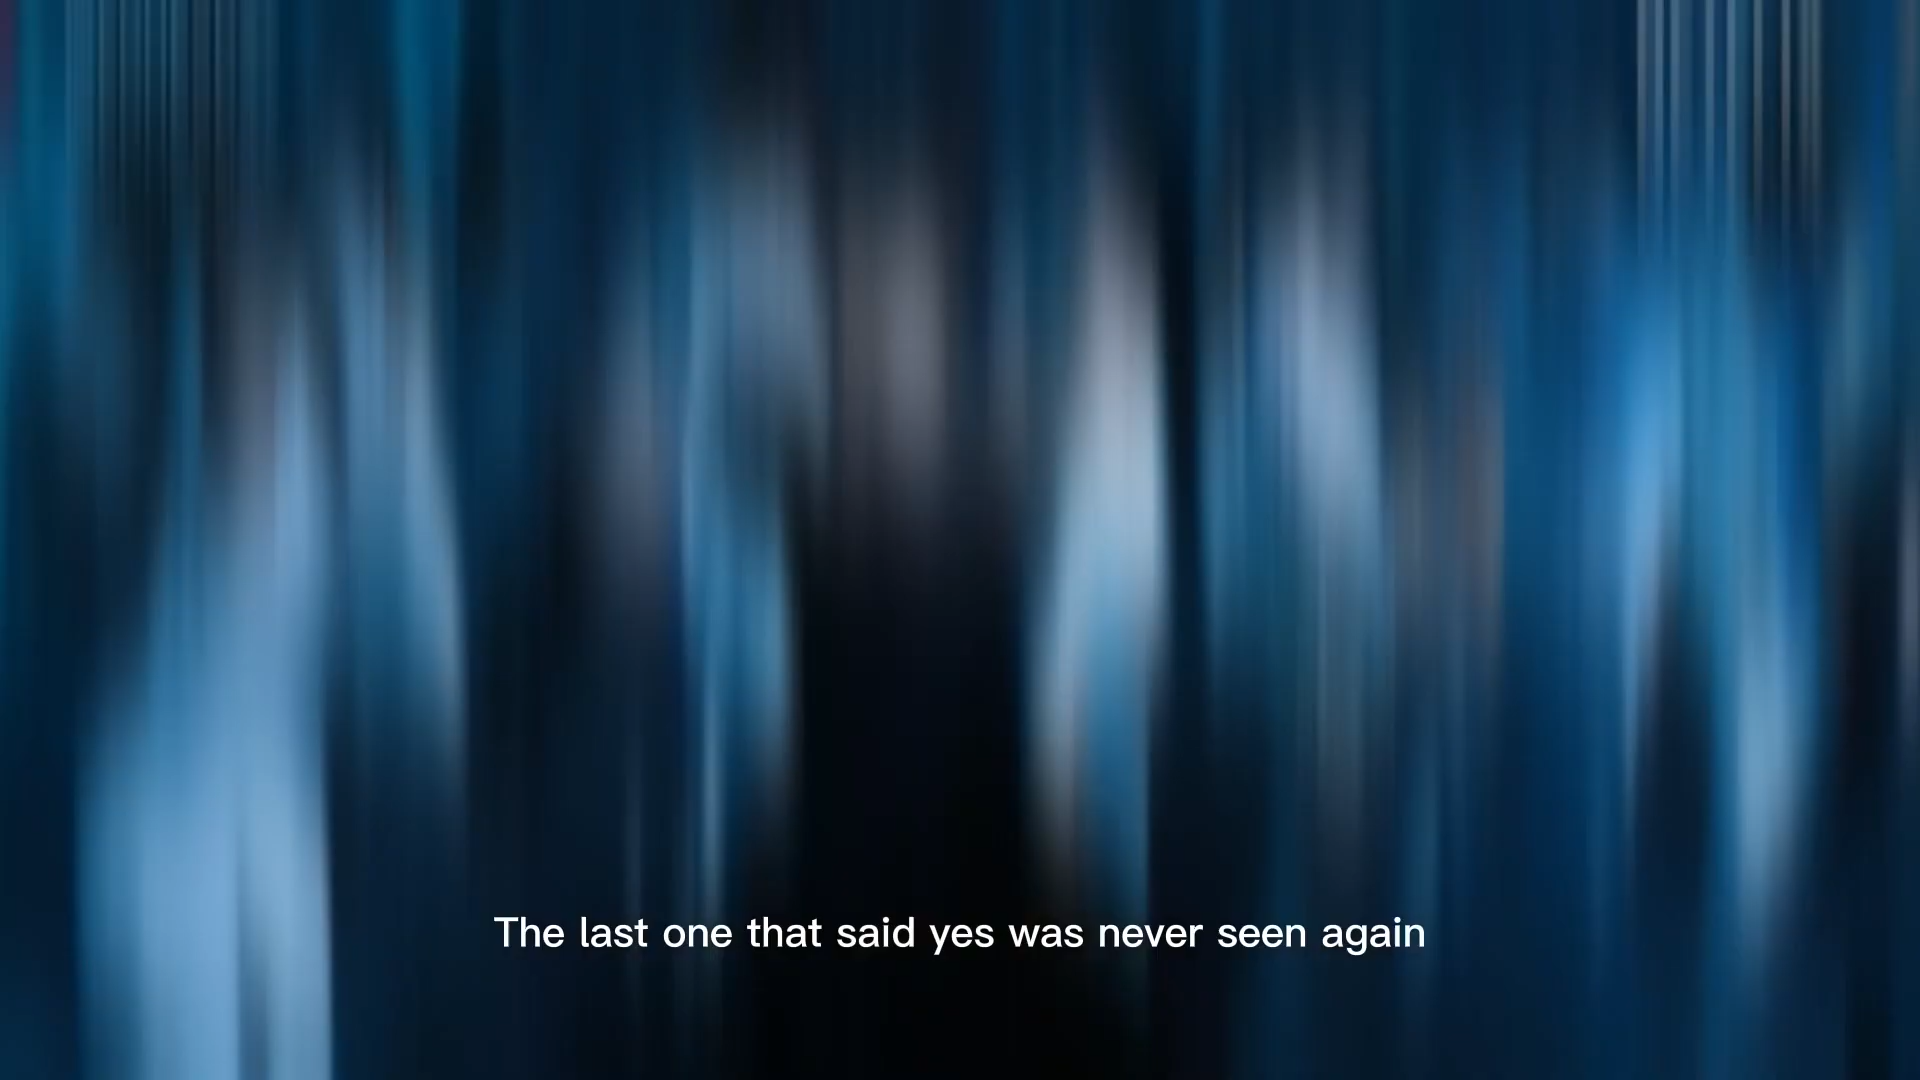 The last one that said yes was never seen again